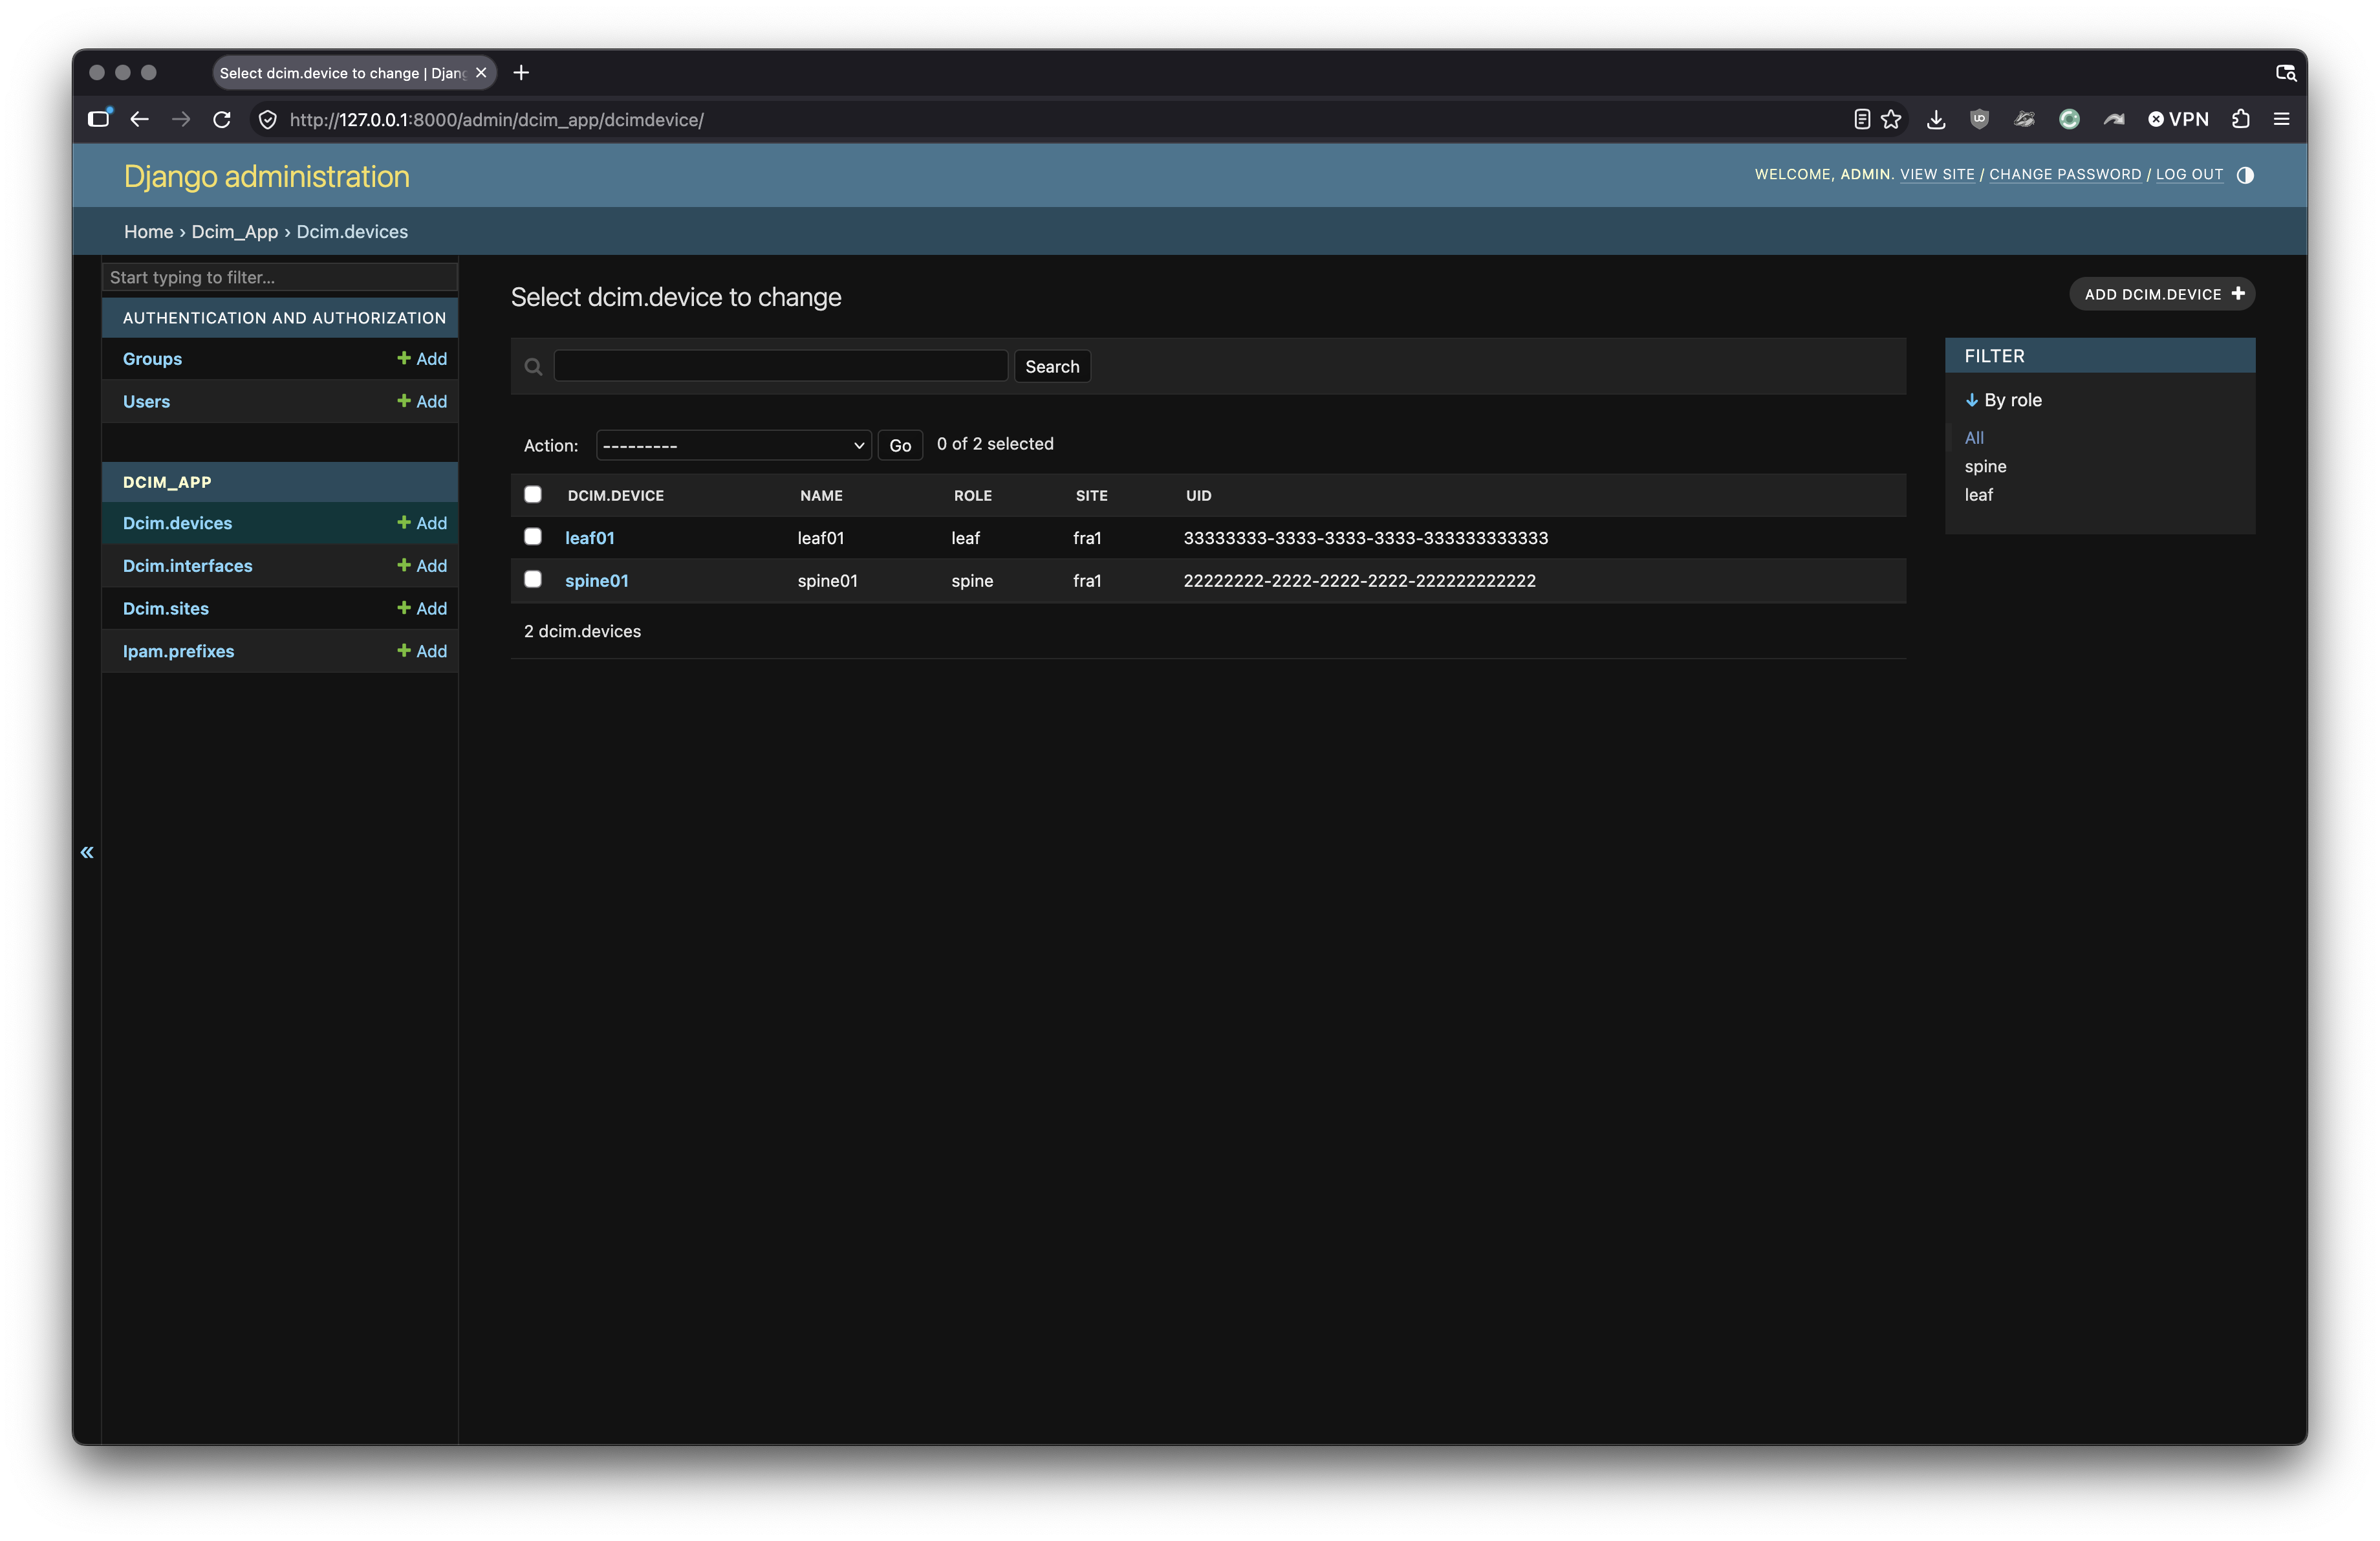 Select dcim.device to change | Djang
http://127.0.0.1:8000/admin/dcim_app/dcimdevice/
VPN
Django administration
WELCOME, ADMIN. VIEW SITE / CHANGE PASSWORD / LOG OUT
Home › Dcim_App › Dcim.devices
Start typing to filter...
AUTHENTICATION AND AUTHORIZATION
Groups + Add
Users + Add
DCIM_APP
Dcim.devices + Add
Dcim.interfaces + Add
Dcim.sites + Add
Ipam.prefixes + Add
«
Select dcim.device to change
ADD DCIM.DEVICE +
Search
Action: --------- Go 0 of 2 selected
DCIM.DEVICE NAME ROLE SITE UID
leaf01 leaf01 leaf fra1 33333333-3333-3333-3333-333333333333
spine01 spine01 spine fra1 22222222-2222-2222-2222-222222222222
2 dcim.devices
FILTER
↓ By role
All
spine
leaf